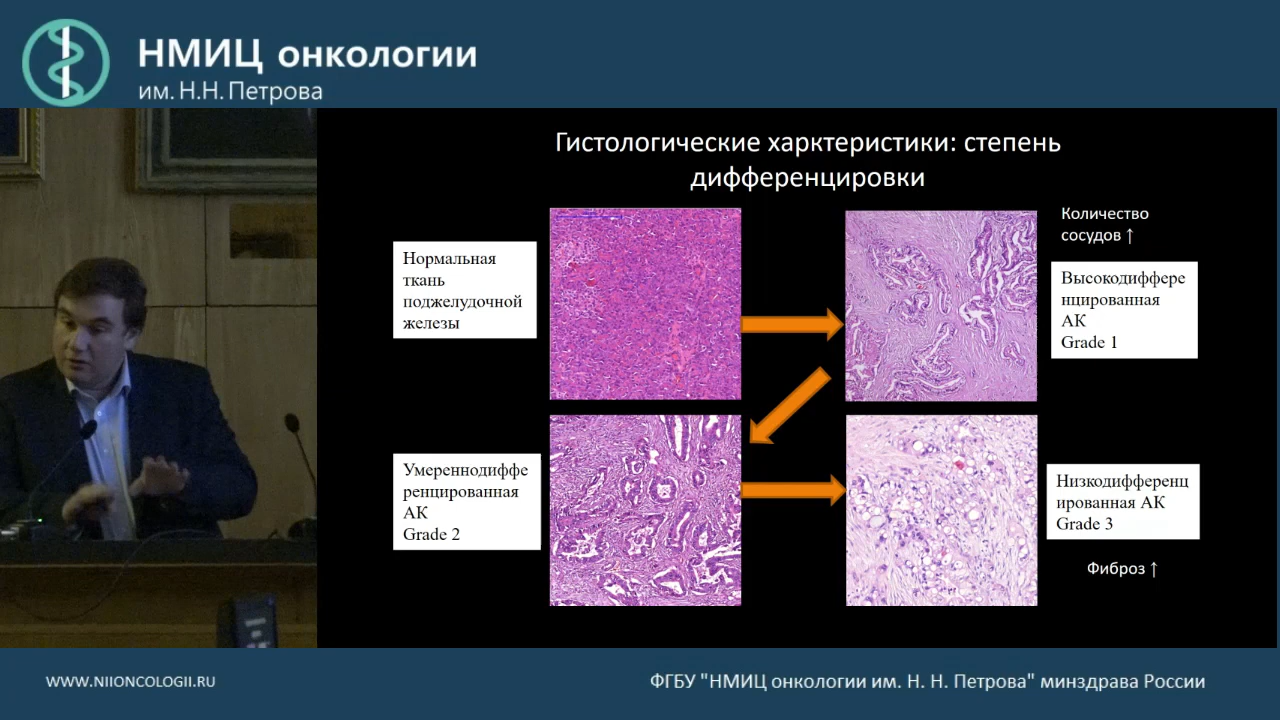 НМИЦ онкологии
им. Н.Н. Петрова
Гистологические харктеристики: степень
дифференцировки
Нормальная
ткань
поджелудочной
железы
Количество
сосудов ↑
Высокодиффере
нцированная
АК
Grade 1
Умереннодиффе
ренцированная
АК
Grade 2
Низкодифференц
ированная АК
Grade 3
Фиброз ↑
WWW.NIIONCOLOGII.RU
ФГБУ "НМИЦ онкологии им. Н. Н. Петрова" минздрава России